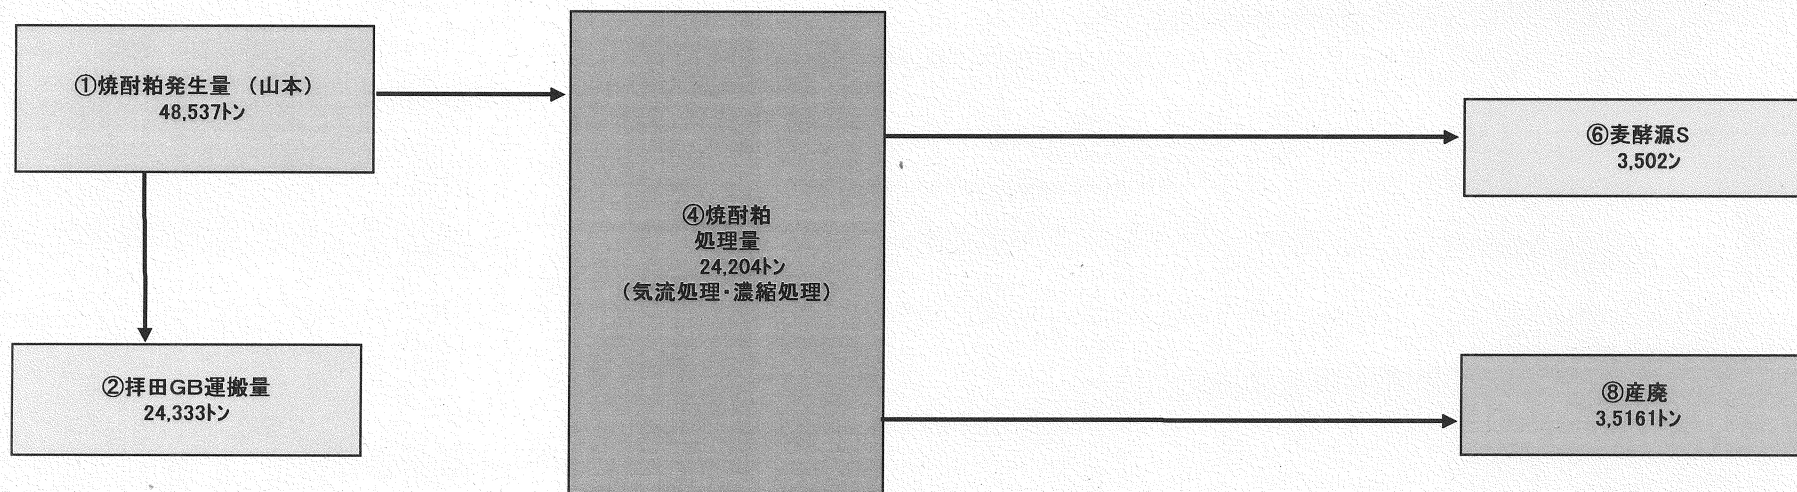 ①焼酎粕発生量 （山本）
48,537トン
④焼酎粕
処理量
24,204トン
（気流処理・濃縮処理）
⑥麦酵源S
3,502ン
②拝田GB運搬量
24,333トン
⑧産廃
3,5161トン